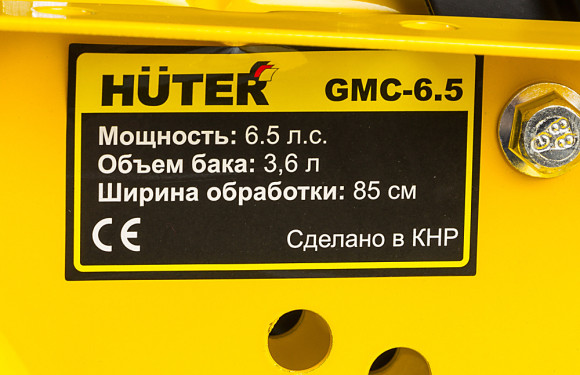 HÜTER GMC-6.5
Мощность: 6.5 л.с.
Объем бака: 3,6 л
Ширина обработки: 85 см
CE Сделано в КНР